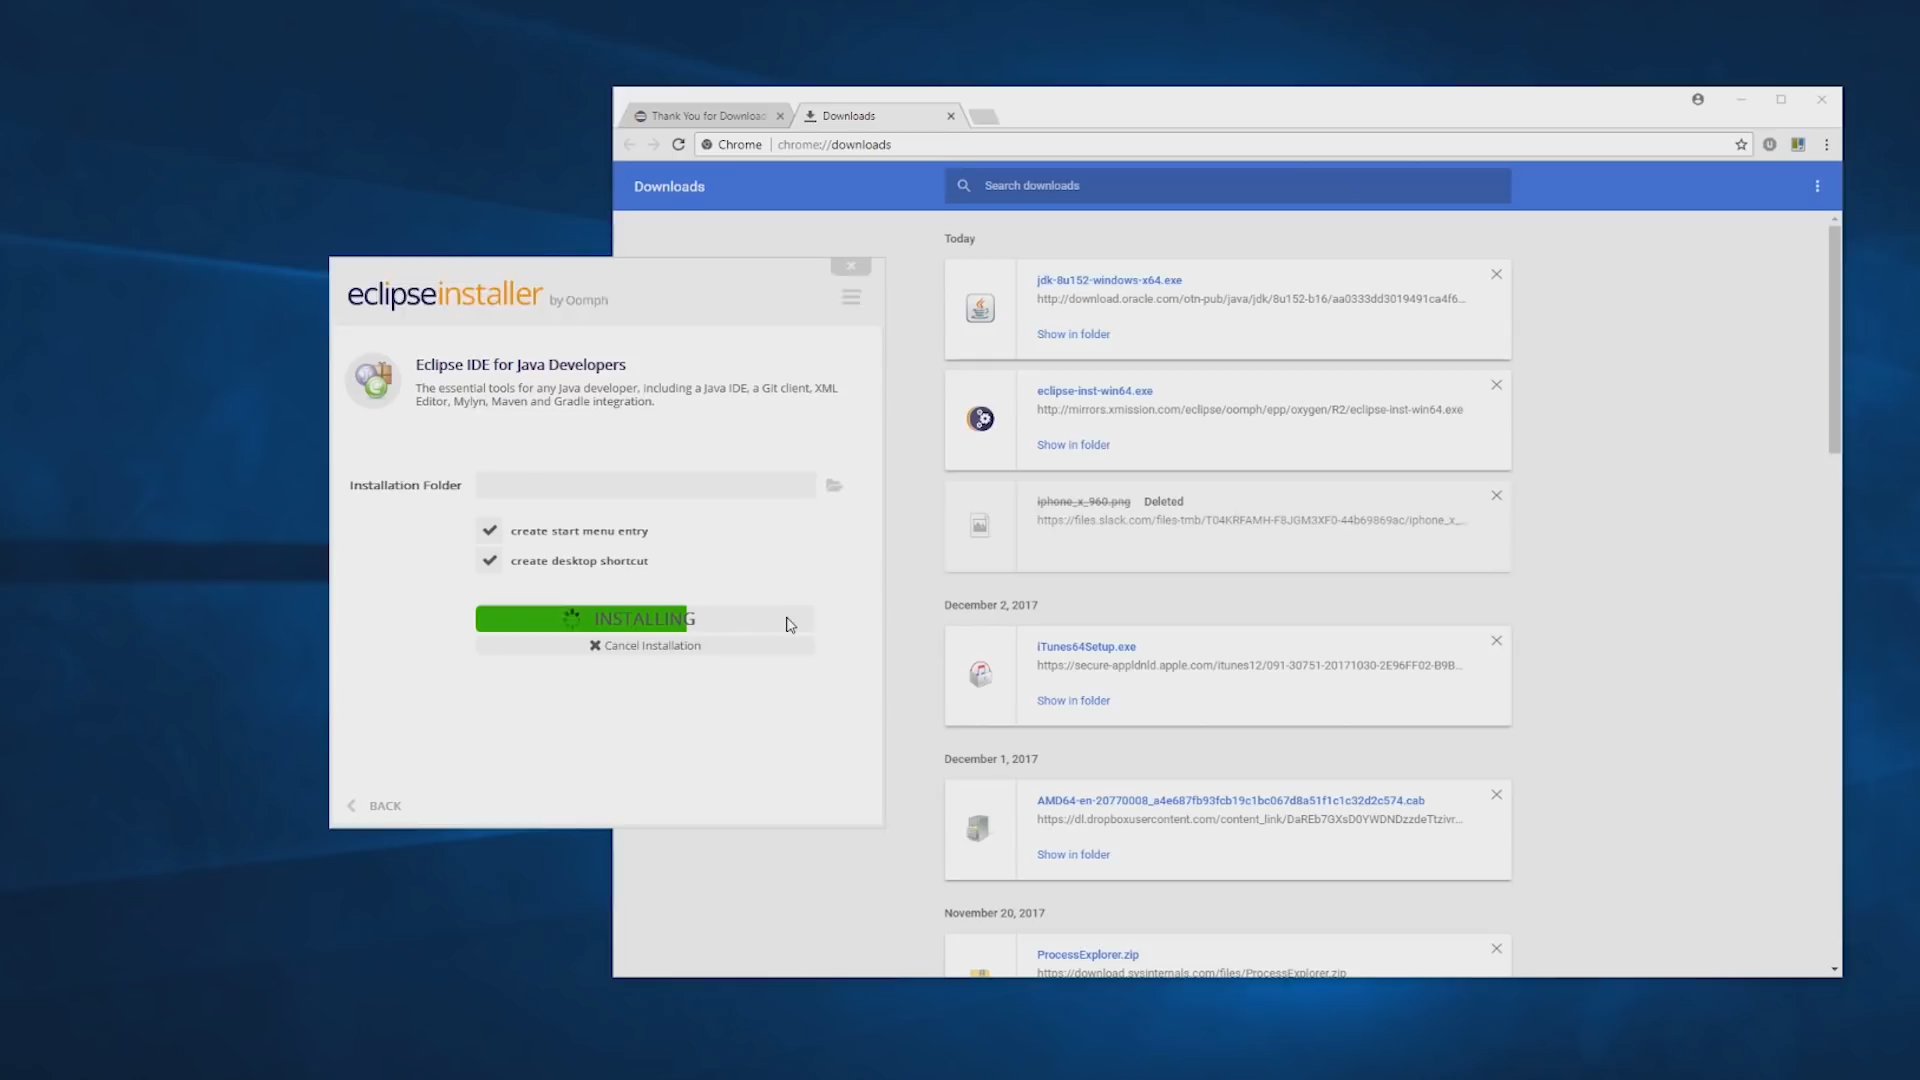 Thank You for Downloa
Downloads
Chrome
chrome://downloads
Downloads
Search downloads
Today
jdk-8u152-windows-x64.exe
http://download.oracle.com/otn-pub/java/jdk/8u152-b16/aa0333dd3019491ca4f6...
Show in folder
eclipse-inst-win64.exe
http://mirrors.xmission.com/eclipse/oomph/epp/oxygen/R2/eclipse-inst-win64.exe
Show in folder
iphone_x_960.png Deleted
https://files.slack.com/files-tmb/T04KRFAMH-F8JGM3XF0-44b69869ac/iphone_x_...
December 2, 2017
iTunes64Setup.exe
https://secure-appldnld.apple.com/itunes12/091-30751-20171030-2E96FF02-B9B...
Show in folder
December 1, 2017
AMD64-en-20770008_a4e687fb93fcb19c1bc067d8a51f1c1c32d2c574.cab
https://dl.dropboxusercontent.com/content_link/DaREb7GXsD0YWDNDzzdeTtzivr...
Show in folder
November 20, 2017
ProcessExplorer.zip
https://download.sysinternals.com/files/ProcessExplorer.zip
eclipseinstaller by Oomph
Eclipse IDE for Java Developers
The essential tools for any Java developer, including a Java IDE, a Git client, XML
Editor, Mylyn, Maven and Gradle integration.
Installation Folder
create start menu entry
create desktop shortcut
INSTALLING
Cancel Installation
BACK